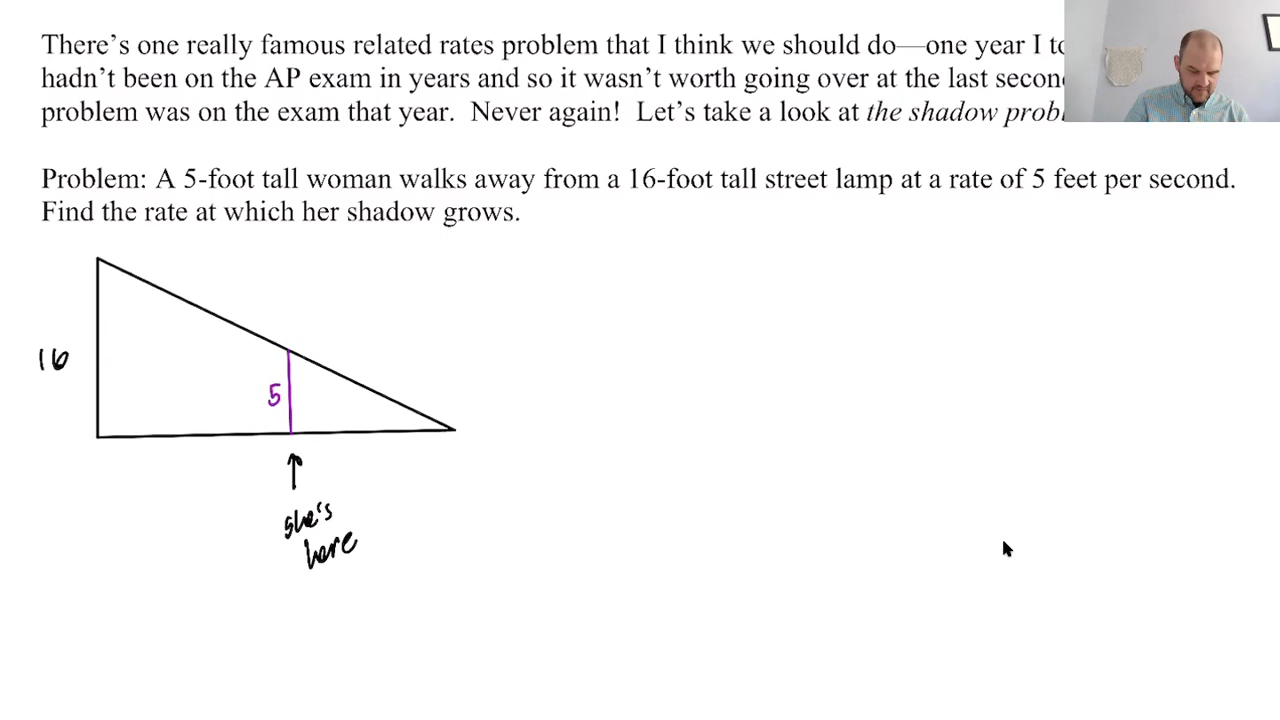 There's one really famous related rates problem that I think we should do—one year I
hadn't been on the AP exam in years and so it wasn't worth going over at the last
problem was on the exam that year.  Never again!  Let's take a look at the shadow
Problem: A 5-foot tall woman walks away from a 16-foot tall street lamp at a rate of 5 feet per second.
Find the rate at which her shadow grows.
16
5
she's
here